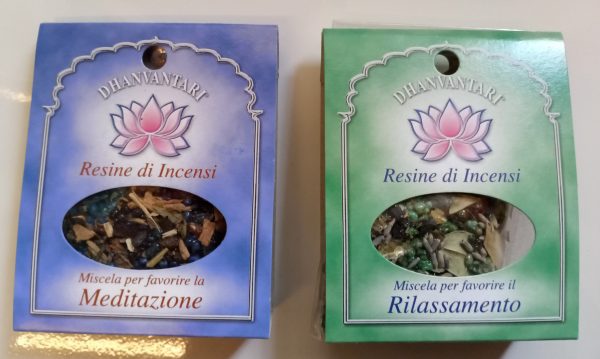 DHANVANTARI
Resine di Incensi
Miscela per favorire la
Meditazione
DHANVANTARI
Resine di Incensi
Miscela per favorire il
Rilassamento